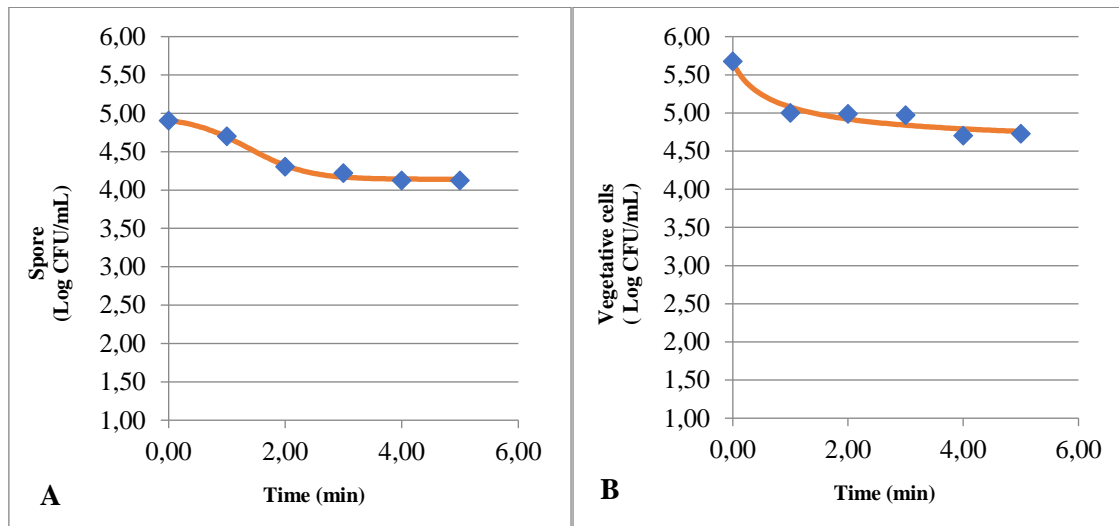 6,00
5,50
5,00
4,50
4,00
3,50
3,00
2,50
2,00
1,50
1,00
Spore
(Log CFU/mL)
0,00 2,00 4,00 6,00
Time (min)
A
6,00
5,50
5,00
4,50
4,00
3,50
3,00
2,50
2,00
1,50
1,00
Vegetative cells
( Log CFU/mL)
0,00 2,00 4,00 6,00
Time (min)
B